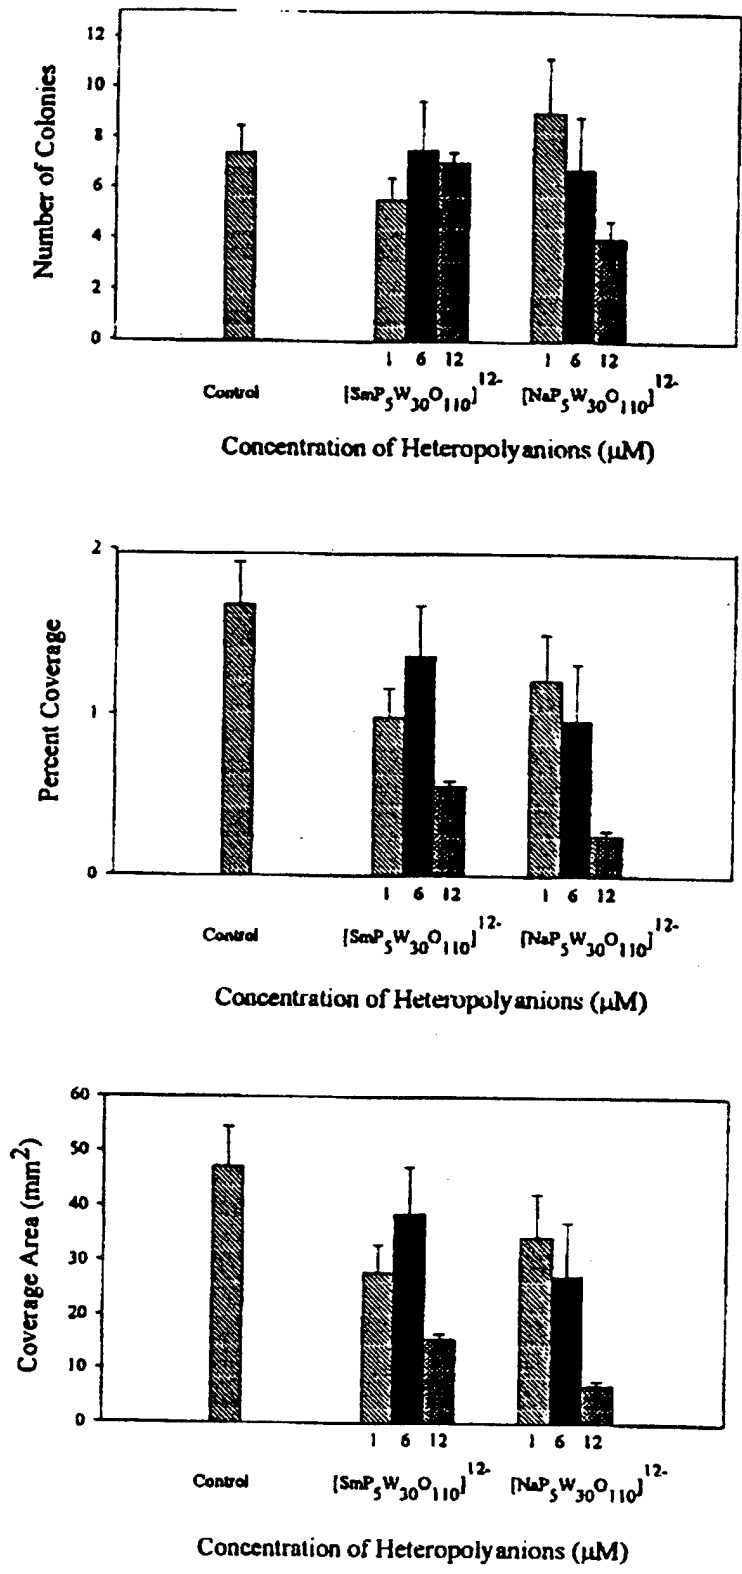 12
10
8
6
4
2
0
Number of Colonies
1 6 12 1 6 12
Control [SmP5W30O110]12- [NaP5W30O110]12-
Concentration of Heteropolyanions (μM)
2
1
0
Percent Coverage
1 6 12 1 6 12
Control [SmP5W30O110]12- [NaP5W30O110]12-
Concentration of Heteropolyanions (μM)
60
50
40
30
20
10
0
Coverage Area (mm2)
1 6 12 1 6 12
Control [SmP5W30O110]12- [NaP5W30O110]12-
Concentration of Heteropolyanions (μM)